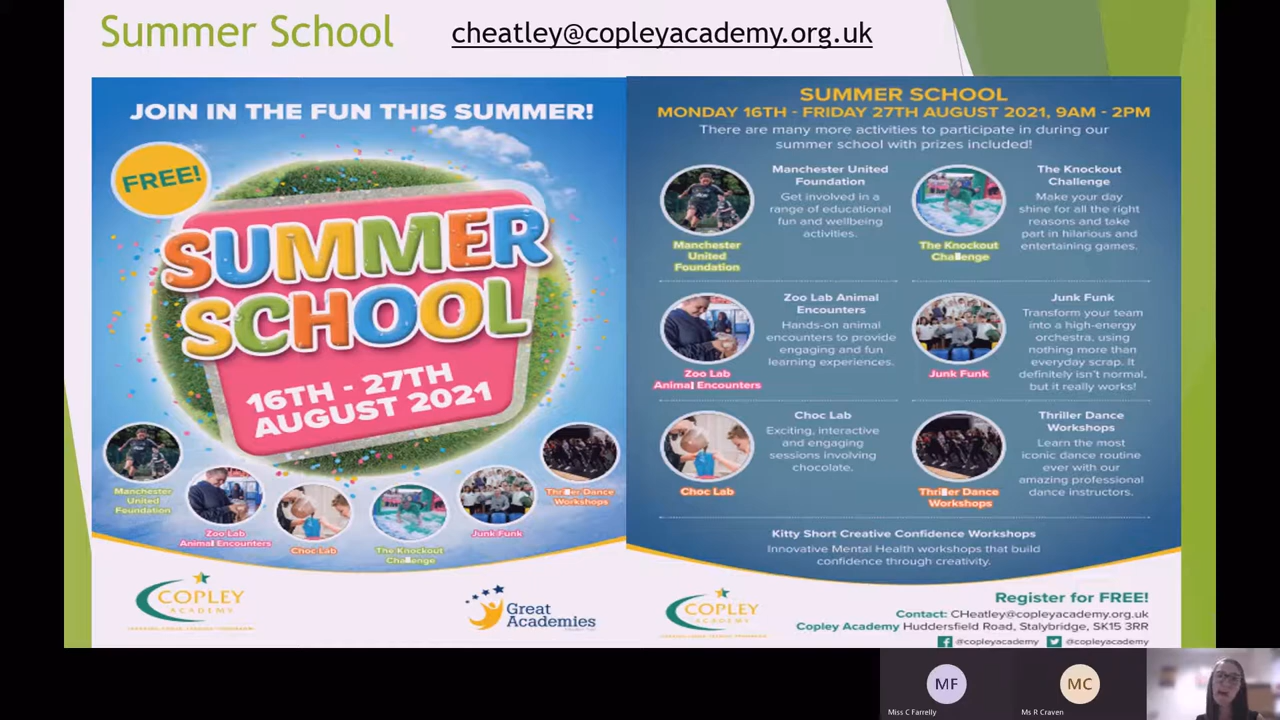 Summer School
cheatley@copleyacademy.org.uk
JOIN IN THE FUN THIS SUMMER!
FREE!
SUMMER
SCHOOL
16TH - 27TH
AUGUST 2021
Manchester
United
Foundation
Zoo Lab
Animal Encounters
Choc Lab
The Knockout
Challenge
Junk Funk
Thriller Dance
Workshops
COPLEY
ACADEMY
Great
Academies
SUMMER SCHOOL
MONDAY 16TH - FRIDAY 27TH AUGUST 2021, 9AM - 2PM
There are many more activities to participate in during our
summer school with prizes included!
Manchester
United
Foundation
Manchester United
Foundation
Get involved in a
range of educational
fun and wellbeing
activities.
The Knockout
Challenge
The Knockout
Challenge
Make your day
shine for all the right
reasons and take
part in hilarious and
entertaining games.
Zoo Lab
Animal Encounters
Zoo Lab Animal
Encounters
Hands-on animal
encounters to provide
engaging and fun
learning experiences.
Junk Funk
Junk Funk
Transform your team
into a high-energy
orchestra, using
nothing more than
everyday scrap. It
definitely isn't normal,
but it really works!
Choc Lab
Choc Lab
Exciting, interactive
and engaging
sessions involving
chocolate.
Thriller Dance
Workshops
Thriller Dance
Workshops
Learn the most
iconic dance routine
ever with our
amazing professional
dance instructors.
Kitty Short Creative Confidence Workshops
Innovative Mental Health workshops that build
confidence through creativity.
COPLEY
ACADEMY
Register for FREE!
Contact: CHeatley@copleyacademy.org.uk
Copley Academy Huddersfield Road, Stalybridge, SK15 3RR
@copleyacademy @copleyacademy
MF
Miss C Farrelly
MC
Ms R Craven